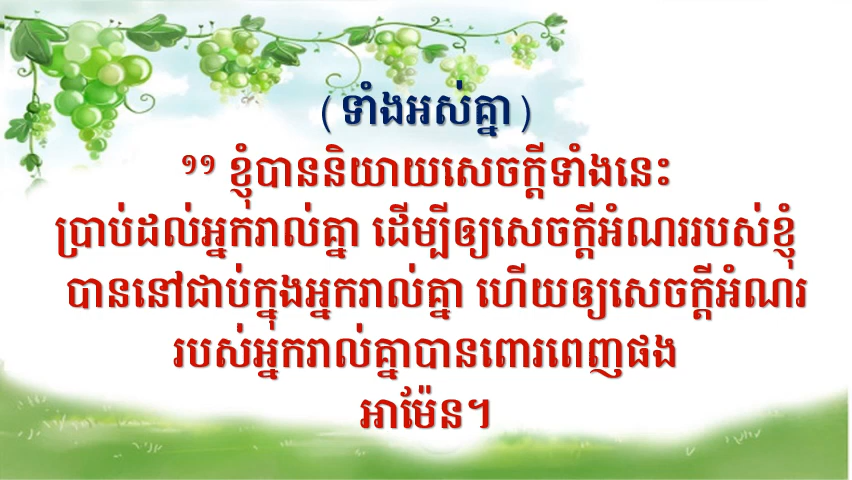 (ទាំងអស់គ្នា)
១១ ខ្ញុំបាននិយាយសេចក្ដីទាំងនេះ
ប្រាប់ដល់អ្នករាល់គ្នា ដើម្បីឲ្យសេចក្ដីអំណររបស់ខ្ញុំ
បាននៅជាប់ក្នុងអ្នករាល់គ្នា ហើយឲ្យសេចក្ដីអំណរ
របស់អ្នករាល់គ្នាបានពោរពេញផង
អាម៉ែន។